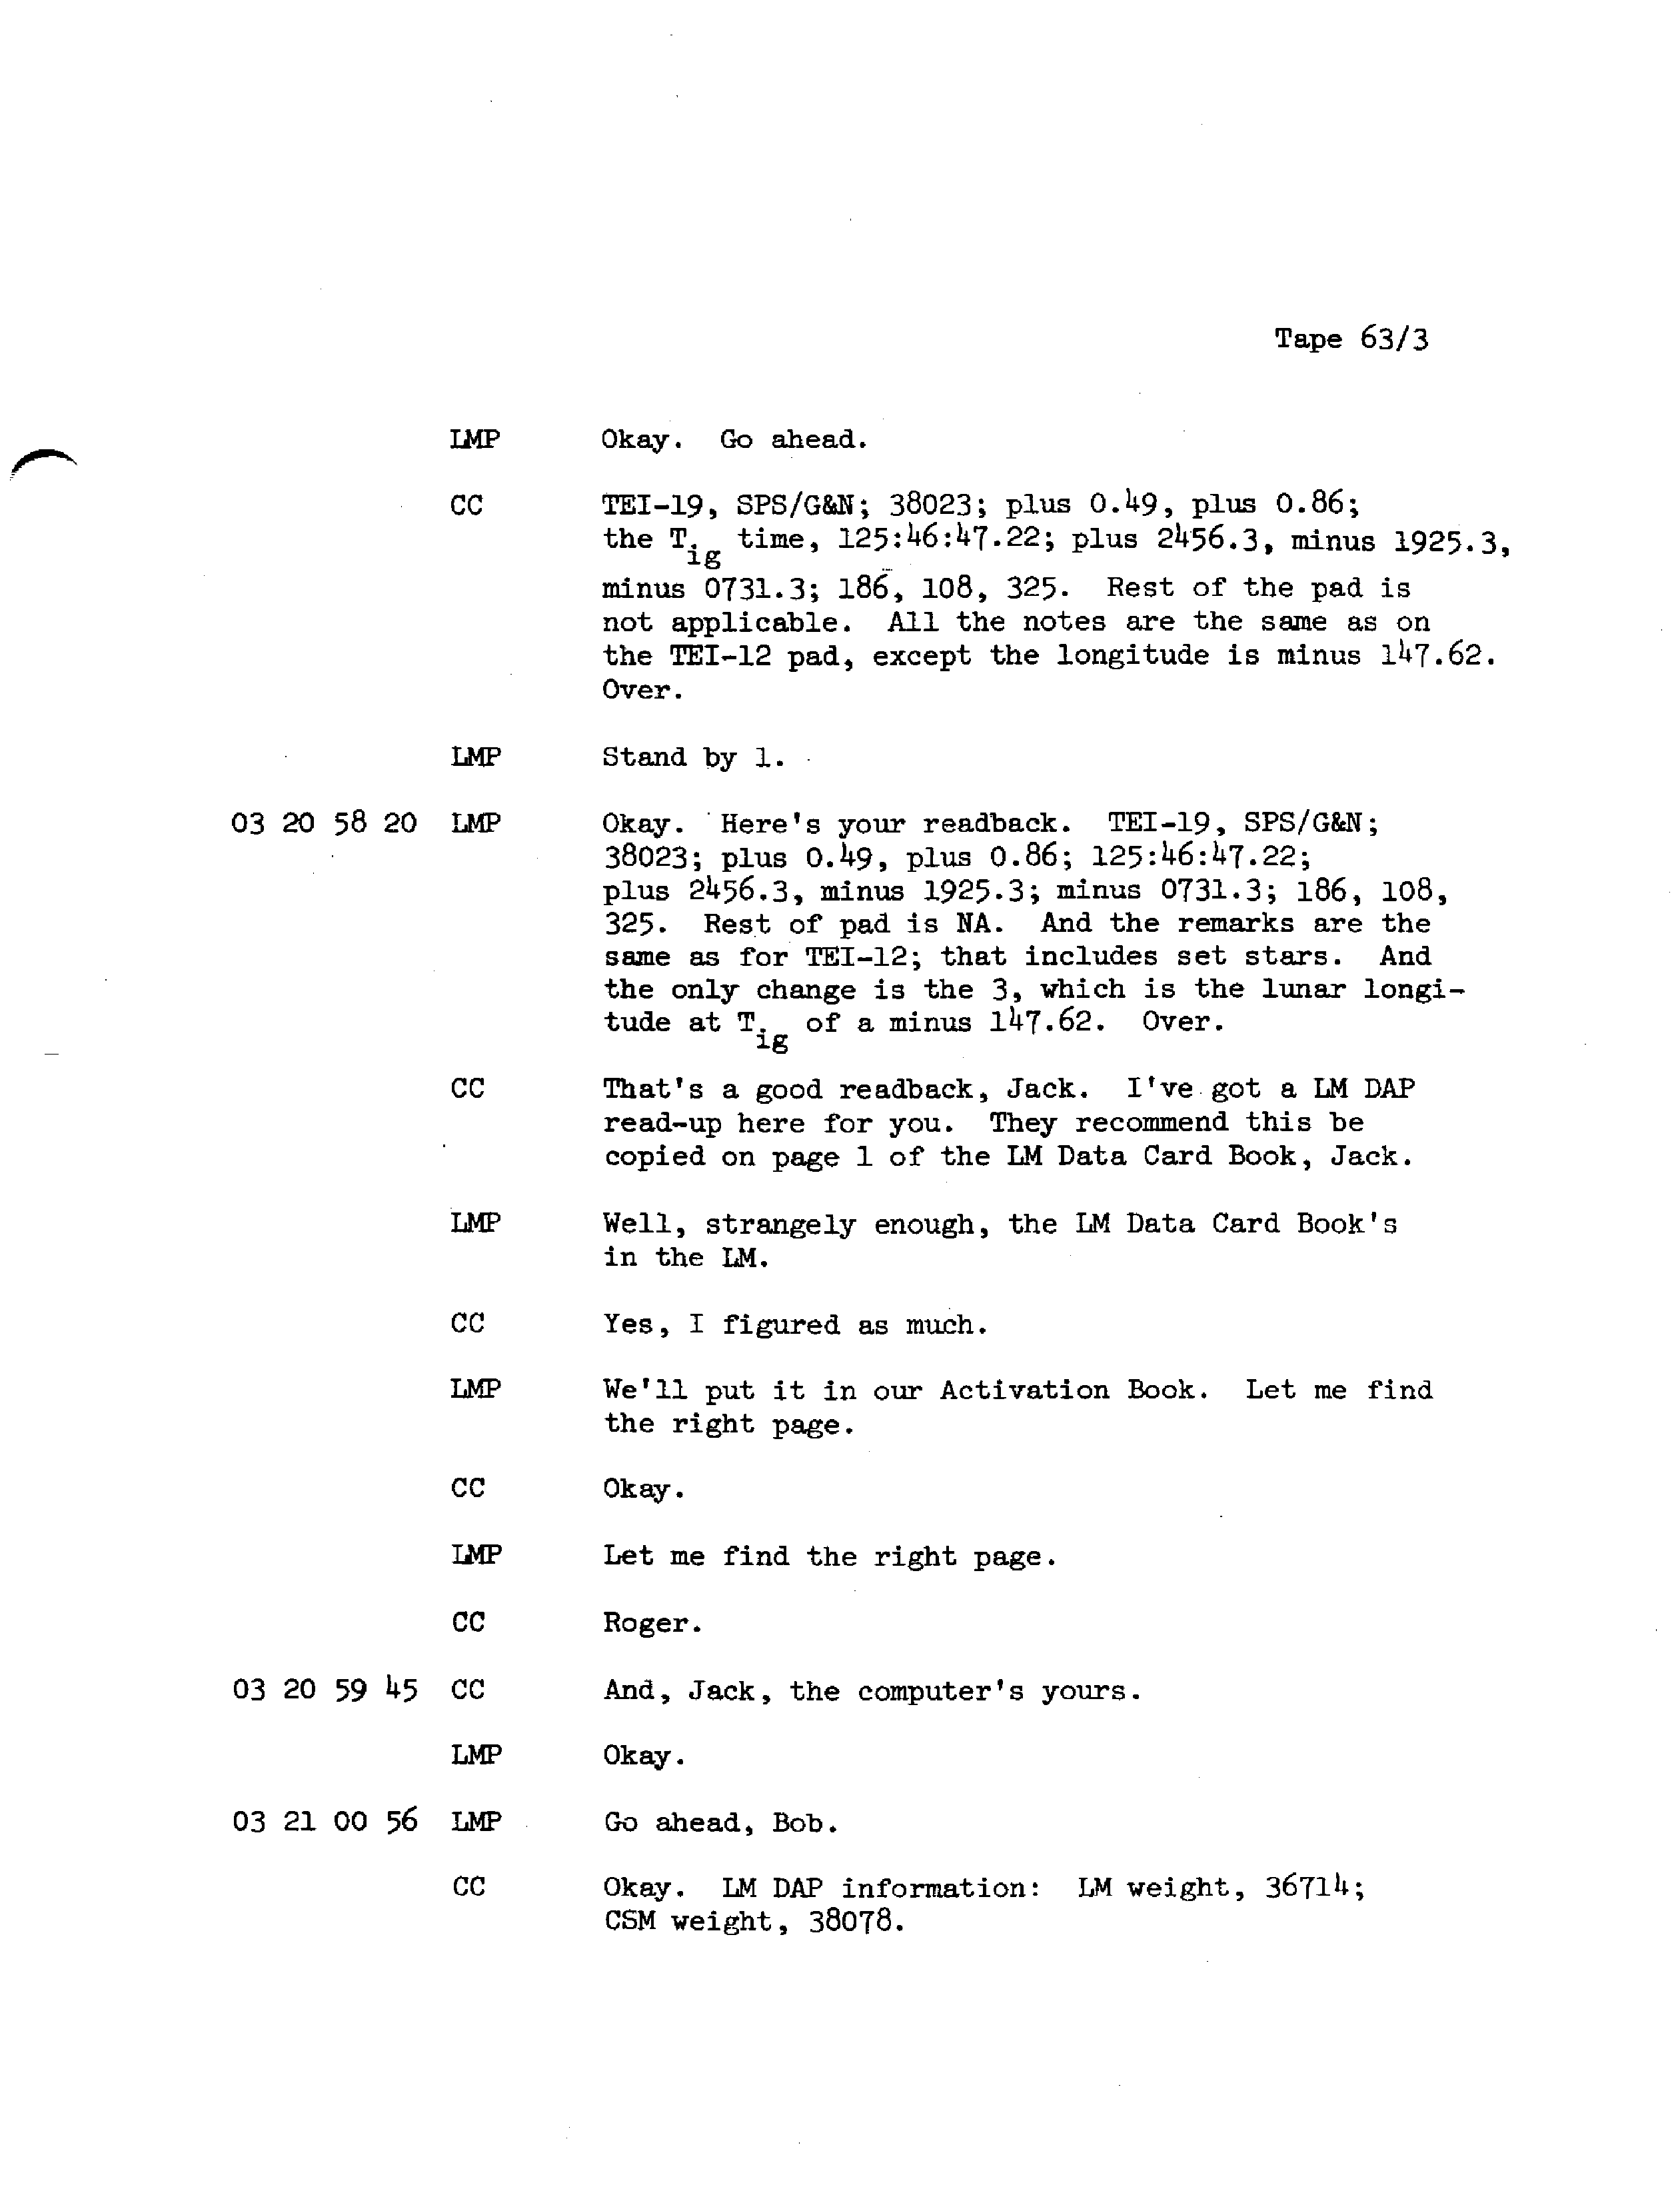 Tape 63/3
LMP Okay. Go ahead.
CC TEI-19, SPS/G&N; 38023; plus 0.49, plus 0.86;
the Tig time, 125:46:47.22; plus 2456.3, minus 1925.3,
minus 0731.3; 186, 108, 325. Rest of the pad is
not applicable. All the notes are the same as on
the TEI-12 pad, except the longitude is minus 147.62.
Over.
LMP Stand by 1.
03 20 58 20 LMP Okay. Here's your readback. TEI-19, SPS/G&N;
38023; plus 0.49, plus 0.86; 125:46:47.22;
plus 2456.3, minus 1925.3; minus 0731.3; 186, 108,
325. Rest of pad is NA. And the remarks are the
same as for TEI-12; that includes set stars. And
the only change is the 3, which is the lunar longi-
tude at Tig of a minus 147.62. Over.
CC That's a good readback, Jack. I've got a LM DAP
read-up here for you. They recommend this be
copied on page 1 of the LM Data Card Book, Jack.
LMP Well, strangely enough, the LM Data Card Book's
in the LM.
CC Yes, I figured as much.
LMP We'll put it in our Activation Book. Let me find
the right page.
CC Okay.
LMP Let me find the right page.
CC Roger.
03 20 59 45 CC And, Jack, the computer's yours.
LMP Okay.
03 21 00 56 LMP Go ahead, Bob.
CC Okay. LM DAP information: LM weight, 36714;
CSM weight, 38078.